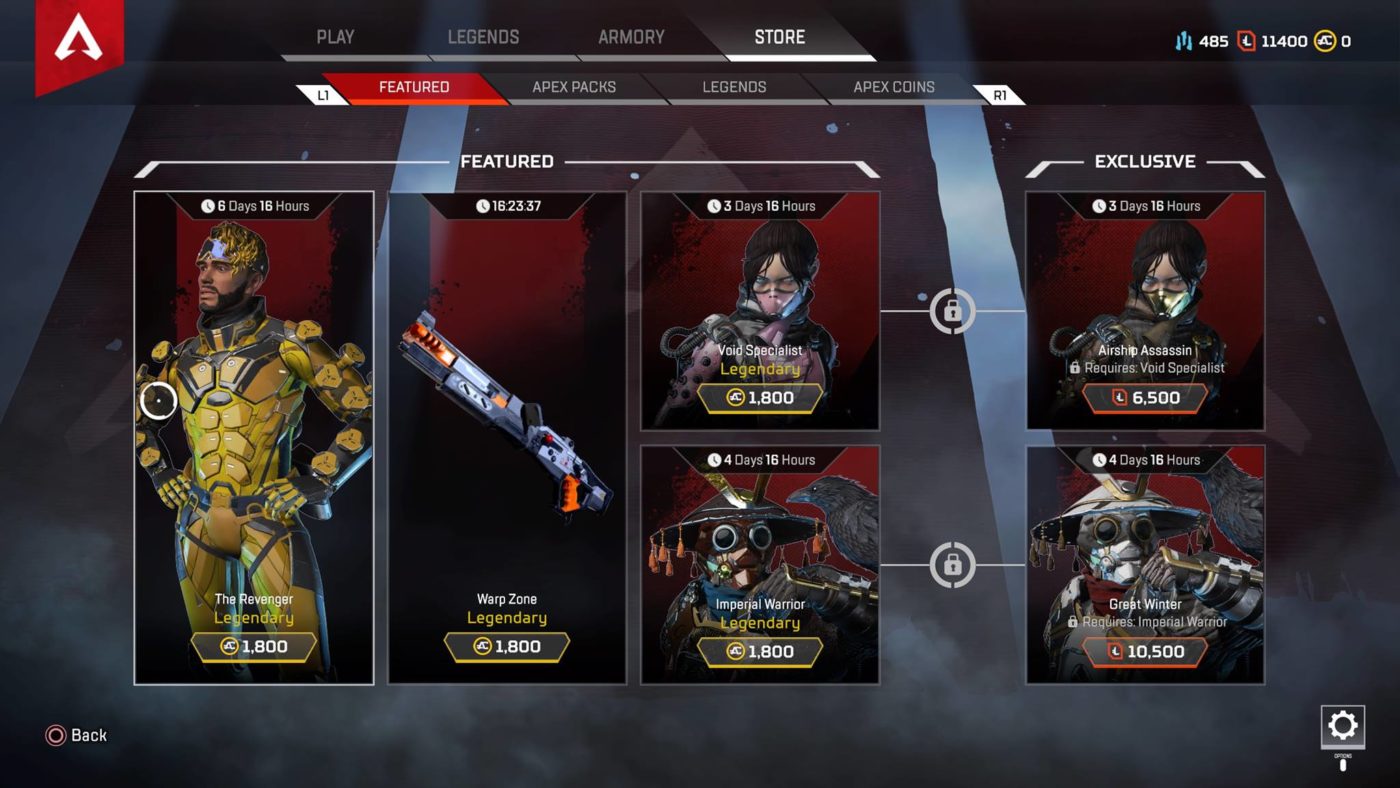 PLAY
LEGENDS
ARMORY
STORE
485 11400 0
L1
FEATURED
APEX PACKS
LEGENDS
APEX COINS
R1
FEATURED
EXCLUSIVE
6 Days 16 Hours
The Revenger
Legendary
1,800
16:23:37
Warp Zone
Legendary
1,800
3 Days 16 Hours
Void Specialist
Legendary
1,800
4 Days 16 Hours
Imperial Warrior
Legendary
1,800
3 Days 16 Hours
Airship Assassin
Requires: Void Specialist
6,500
4 Days 16 Hours
Great Winter
Requires: Imperial Warrior
10,500
Back
OPTIONS